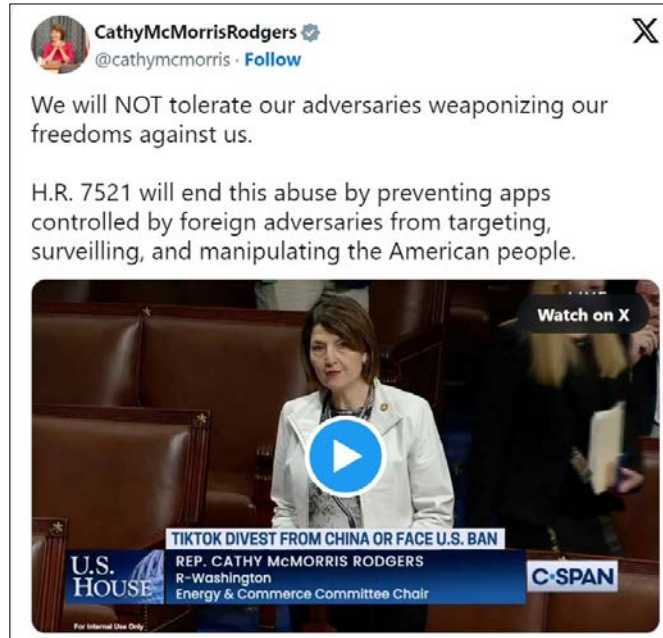 CathyMcMorrisRodgers
@cathymcmorris · Follow
We will NOT tolerate our adversaries weaponizing our
freedoms against us.
H.R. 7521 will end this abuse by preventing apps
controlled by foreign adversaries from targeting,
surveilling, and manipulating the American people.
Watch on X
TIKTOK DIVEST FROM CHINA OR FACE U.S. BAN
U.S.
HOUSE
REP. CATHY McMORRIS RODGERS
R-Washington
Energy & Commerce Committee Chair
C-SPAN
For Internal Use Only